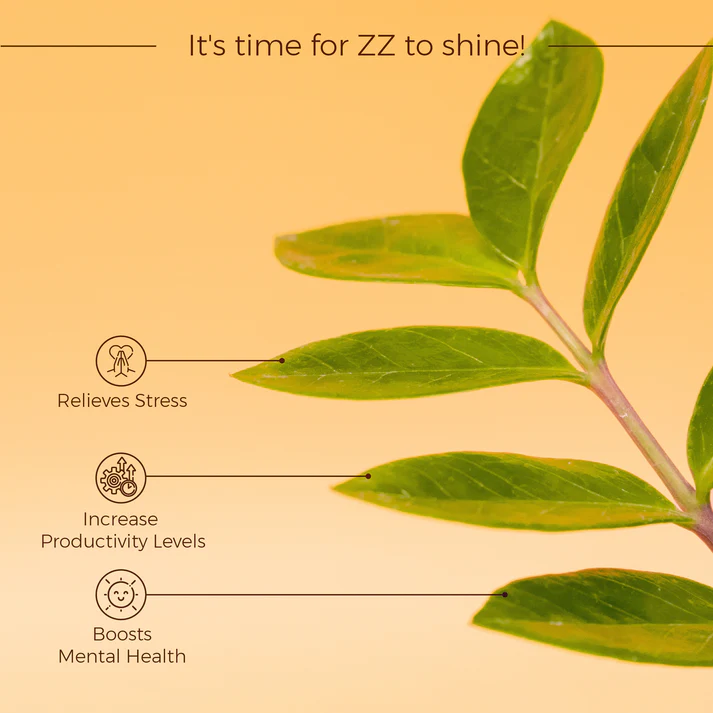 It's time for ZZ to shine!
Relieves Stress
Increase
Productivity Levels
Boosts
Mental Health